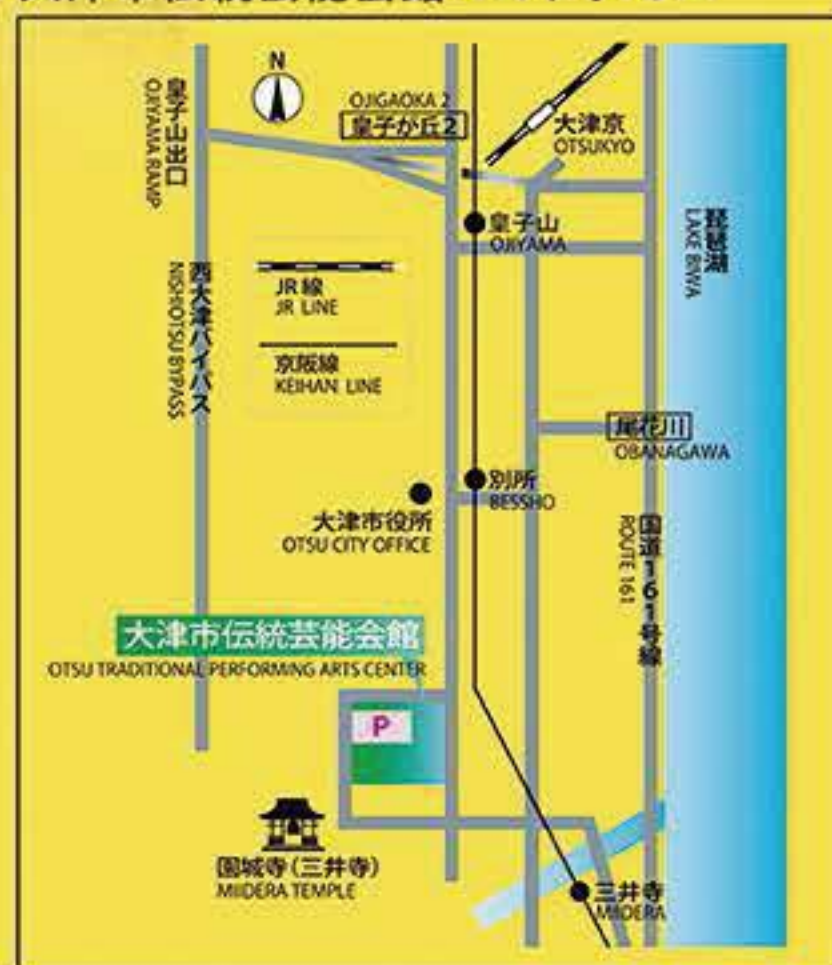 N
OJIGAOKA 2
皇子が丘2
大津京
OTSUKYO
皇子山出口
OJIYAMA RAMP
皇子山
OJIYAMA
琵琶湖
LAKE BIWA
JR線
JR LINE
京阪線
KEIHAN LINE
西大津バイパス
NISHIOTSU BYPASS
尾花川
OBANAGAWA
別所
BESSHO
大津市役所
OTSU CITY OFFICE
国道161号線
ROUTE 161
大津市伝統芸能会館
OTSU TRADITIONAL PERFORMING ARTS CENTER
P
園城寺(三井寺)
MIIDERA TEMPLE
三井寺
MIIDERA